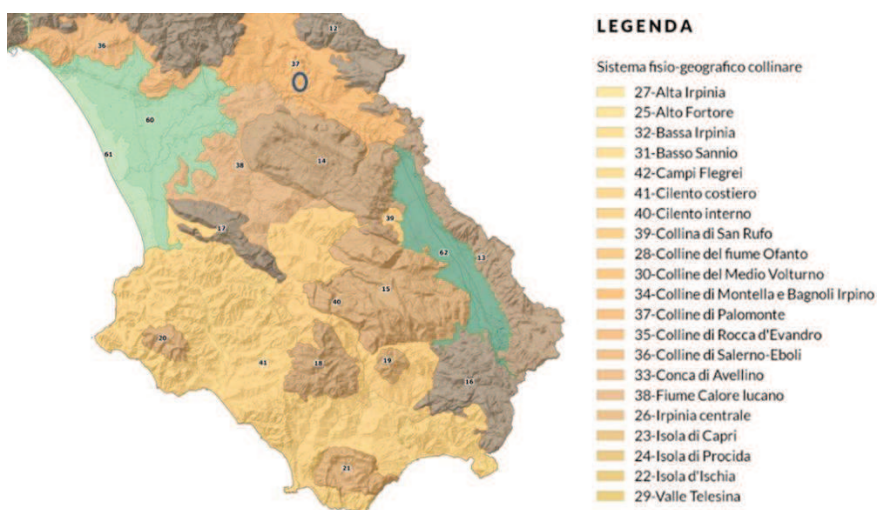 LEGENDA
Sistema fisio-geografico collinare
27-Alta Irpinia
25-Alto Fortore
32-Bassa Irpinia
31-Basso Sannio
42-Campi Flegrei
41-Cilento costiero
40-Cilento interno
39-Collina di San Rufo
28-Colline del fiume Ofanto
30-Colline del Medio Volturno
34-Colline di Montella e Bagnoli Irpino
37-Colline di Palomonte
35-Colline di Rocca d'Evandro
36-Colline di Salerno-Eboli
33-Conca di Avellino
38-Fiume Calore lucano
26-Irpinia centrale
23-Isola di Capri
24-Isola di Procida
22-Isola d'Ischia
29-Valle Telesina
12
36
37
60
61
14
38
39
17
62
13
15
40
20
41
18
19
16
21